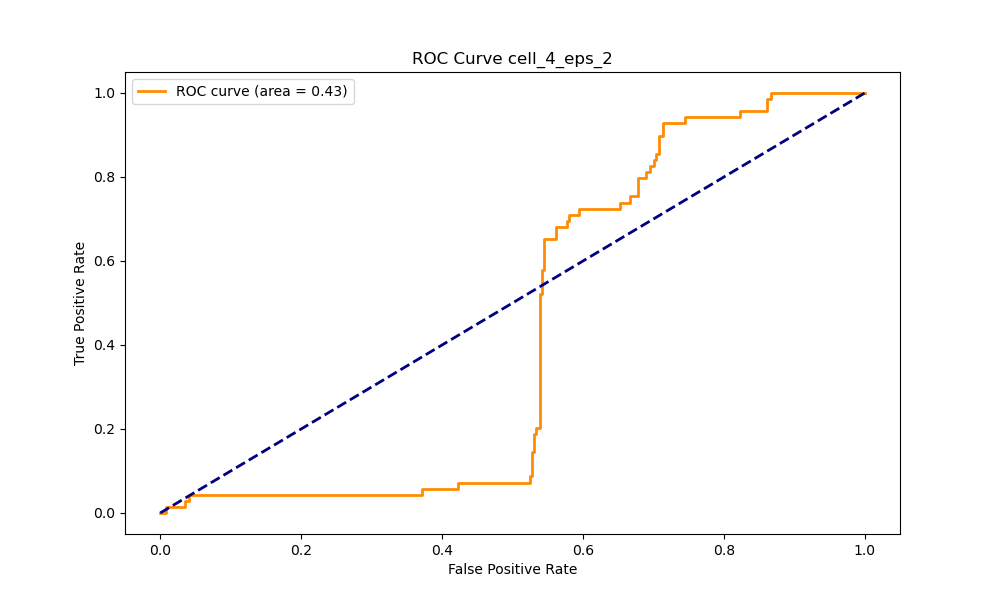 ROC Curve cell_4_eps_2
ROC curve (area = 0.43)
True Positive Rate
1.0
0.8
0.6
0.4
0.2
0.0
0.0 0.2 0.4 0.6 0.8 1.0
False Positive Rate